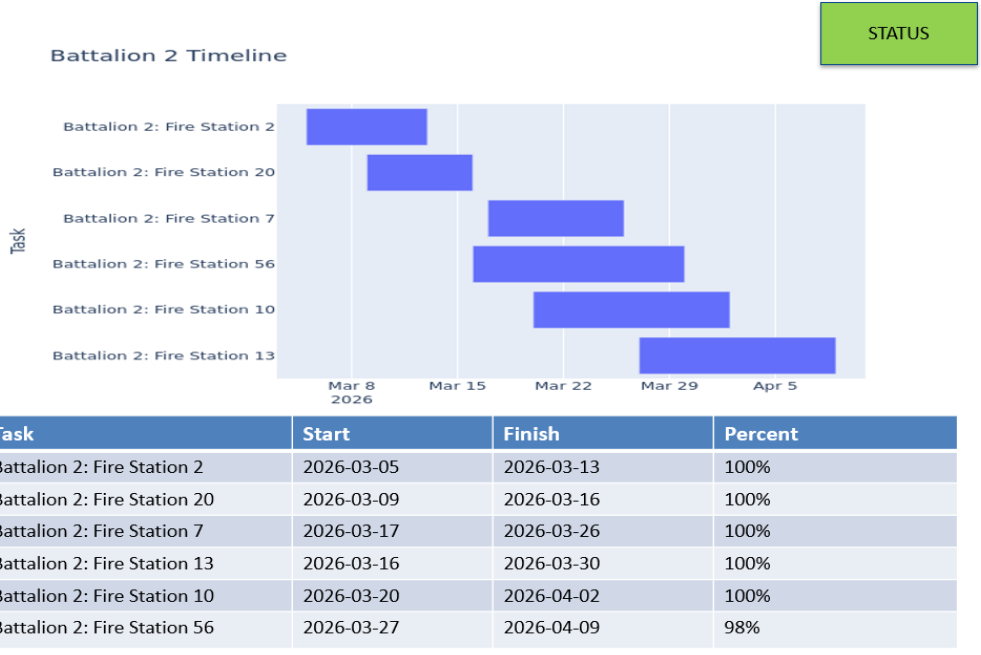 STATUS
Battalion 2 Timeline
Battalion 2: Fire Station 2
Battalion 2: Fire Station 20
Battalion 2: Fire Station 7
Battalion 2: Fire Station 56
Battalion 2: Fire Station 10
Battalion 2: Fire Station 13
Task
Mar 8 Mar 15 Mar 22 Mar 29 Apr 5
2026
Task Start Finish Percent
Battalion 2: Fire Station 2 2026-03-05 2026-03-13 100%
Battalion 2: Fire Station 20 2026-03-09 2026-03-16 100%
Battalion 2: Fire Station 7 2026-03-17 2026-03-26 100%
Battalion 2: Fire Station 13 2026-03-16 2026-03-30 100%
Battalion 2: Fire Station 10 2026-03-20 2026-04-02 100%
Battalion 2: Fire Station 56 2026-03-27 2026-04-09 98%